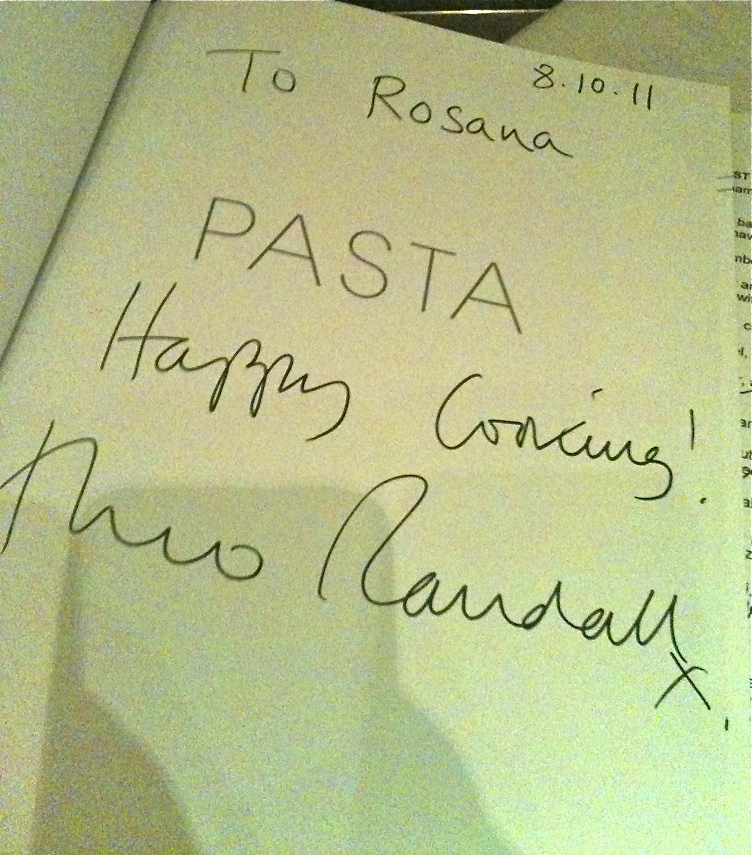 8.10.11
To Rosana
PASTA
Happy Cooking!
Theo Randall
x